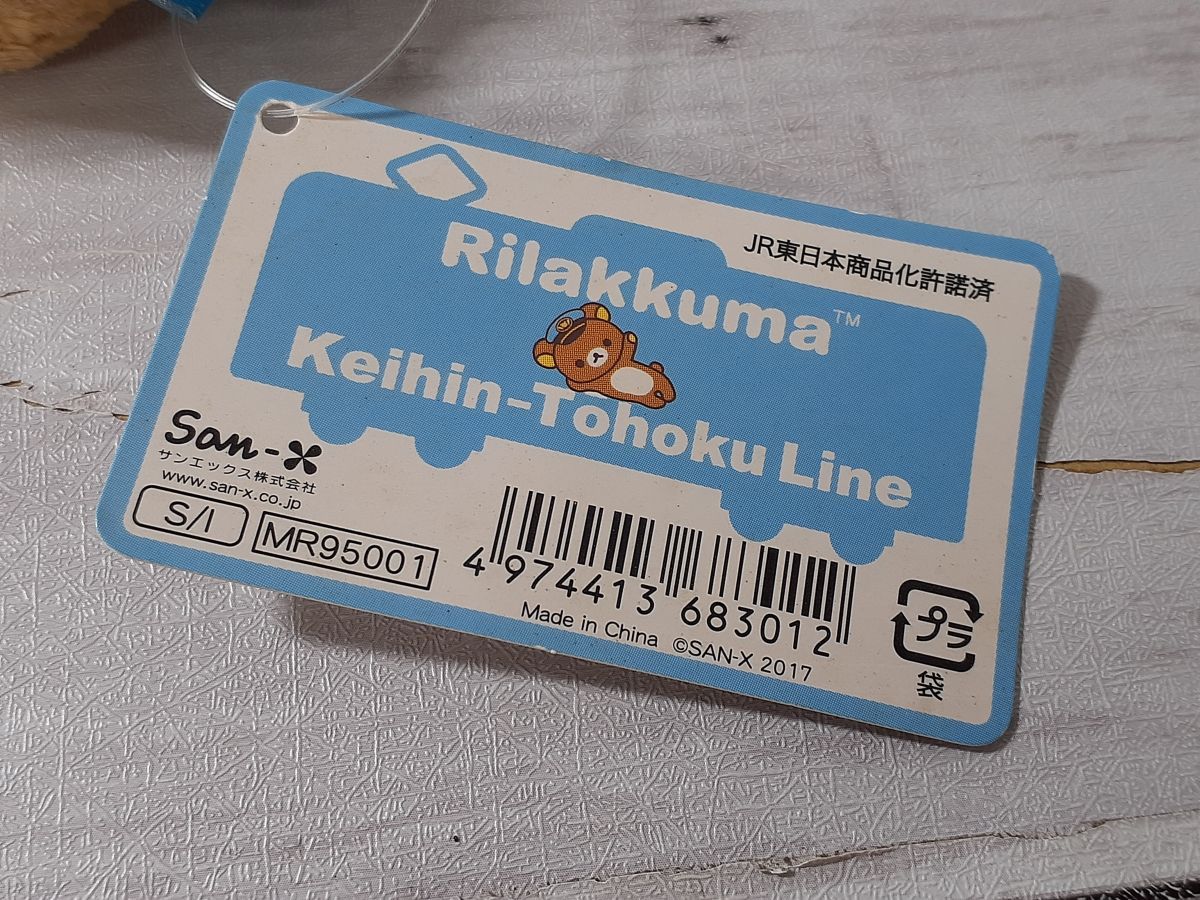 JR東日本商品化許諾済
Rilakkuma™
Keihin-Tohoku Line
San-X
サンエックス株式会社
www.san-x.co.jp
S/I MR95001
4 974413 683012
Made in China ©SAN-X 2017
プラ
袋